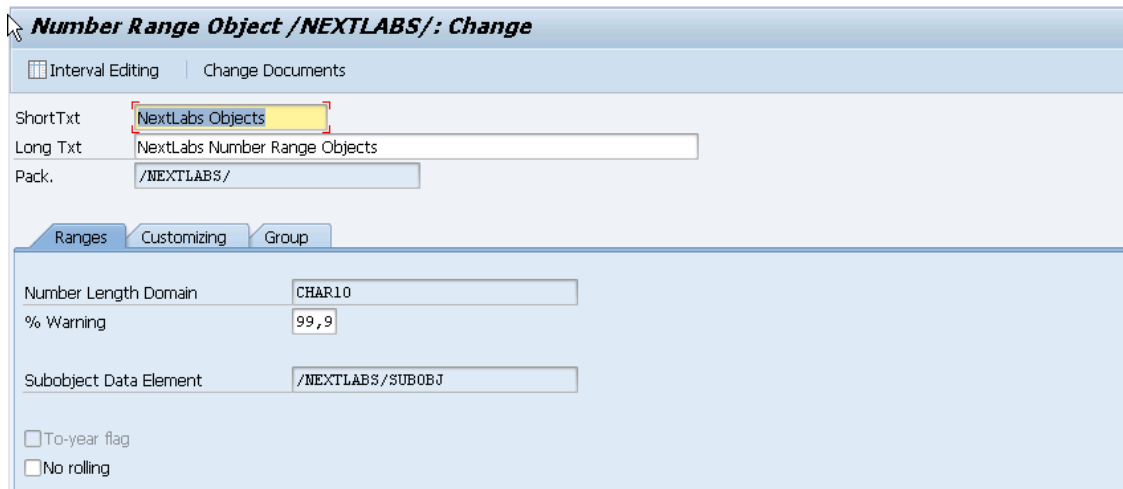 Number Range Object /NEXTLABS/: Change
Interval Editing Change Documents
ShortTxt NextLabs Objects
Long Txt NextLabs Number Range Objects
Pack. /NEXTLABS/
Ranges Customizing Group
Number Length Domain CHAR10
% Warning 99,9
Subobject Data Element /NEXTLABS/SUBOBJ
To-year flag
No rolling